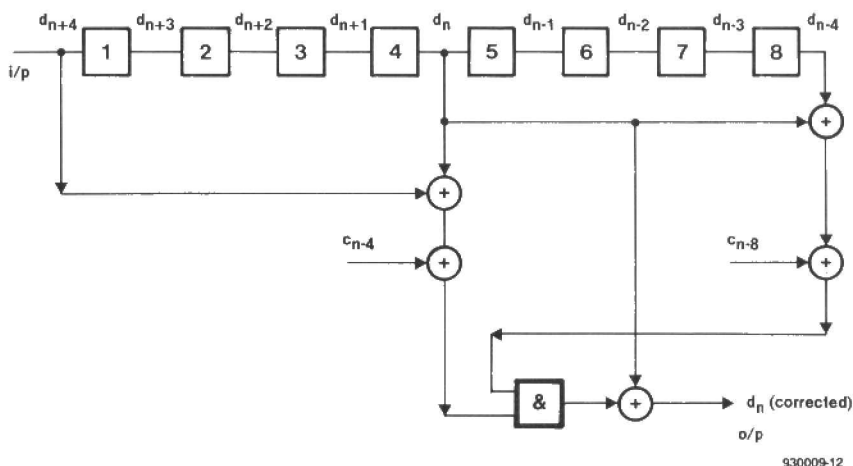 d_{n+4} d_{n+3} d_{n+2} d_{n+1} d_n d_{n-1} d_{n-2} d_{n-3} d_{n-4}
1 2 3 4 5 6 7 8
i/p
+
+
c_{n-4} + c_{n-8} +
& + d_n (corrected)
o/p
930009-12